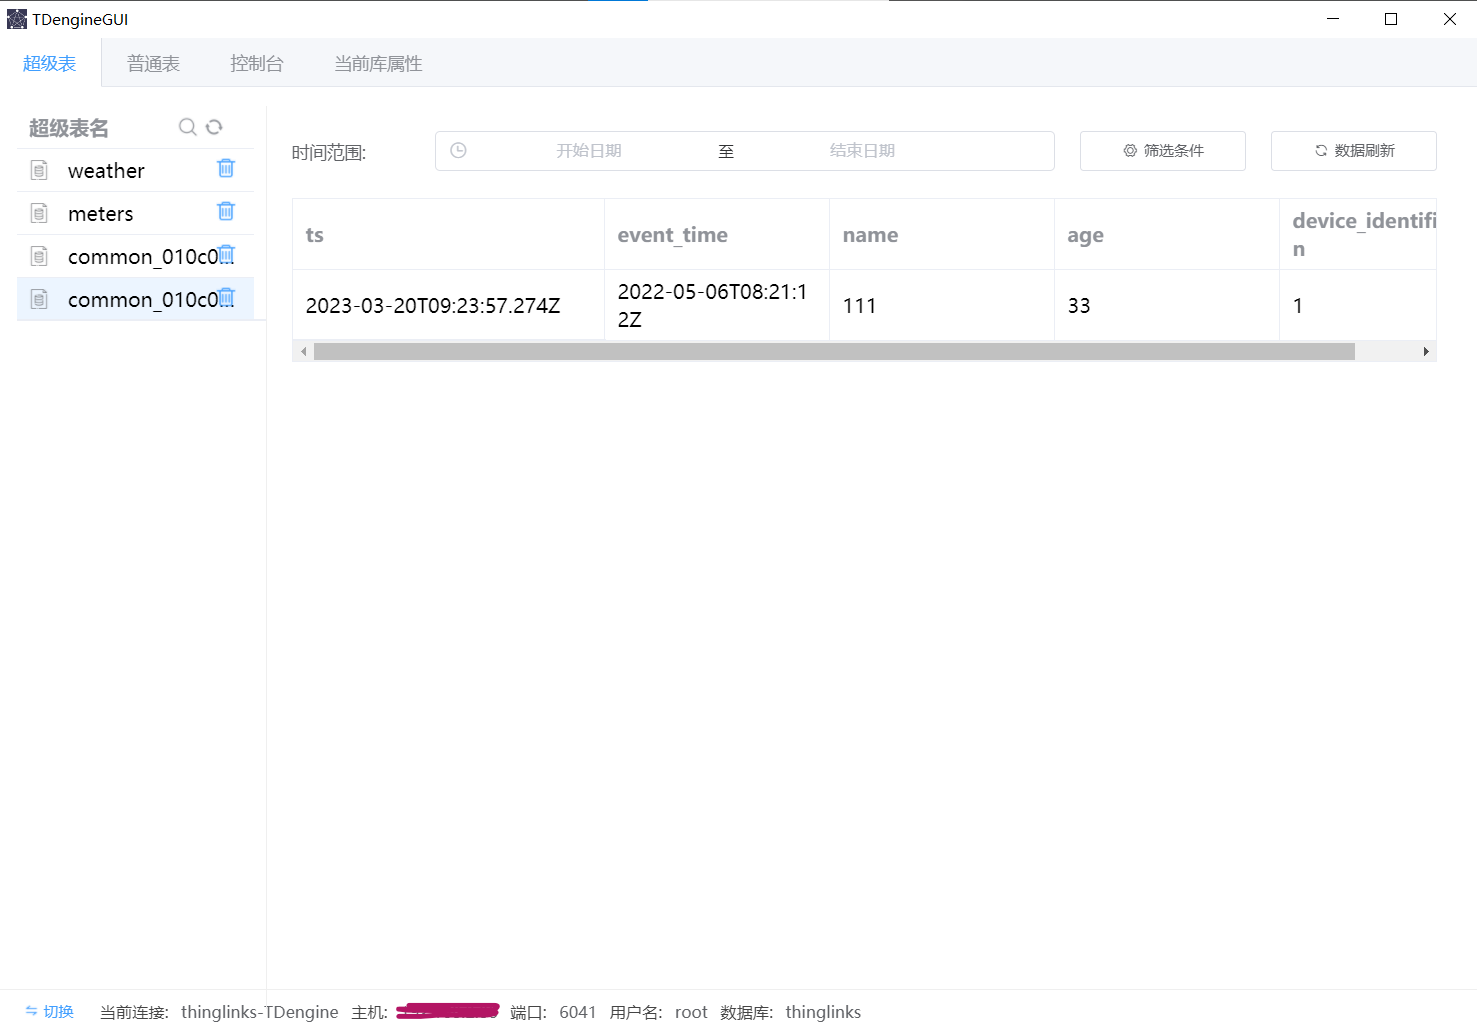 TDengineGUI
超级表 普通表 控制台 当前库属性
超级表名
weather
meters
common_010c0...
common_010c0...
时间范围: 开始日期 至 结束日期 筛选条件 数据刷新
ts event_time name age device_identifi
n
2023-03-20T09:23:57.274Z 2022-05-06T08:21:1
2Z 111 33 1
切换 当前连接: thinglinks-TDengine 主机: 端口: 6041 用户名: root 数据库: thinglinks